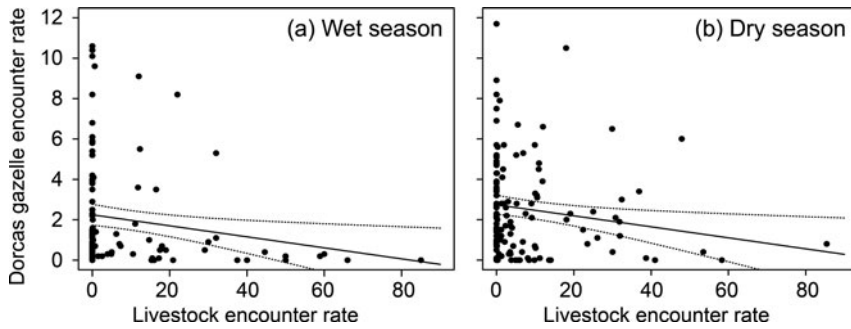 (a) Wet season
(b) Dry season
Dorcas gazelle encounter rate
12
10
8
6
4
2
0
0 20 40 60 80
0 20 40 60 80
Livestock encounter rate
Livestock encounter rate